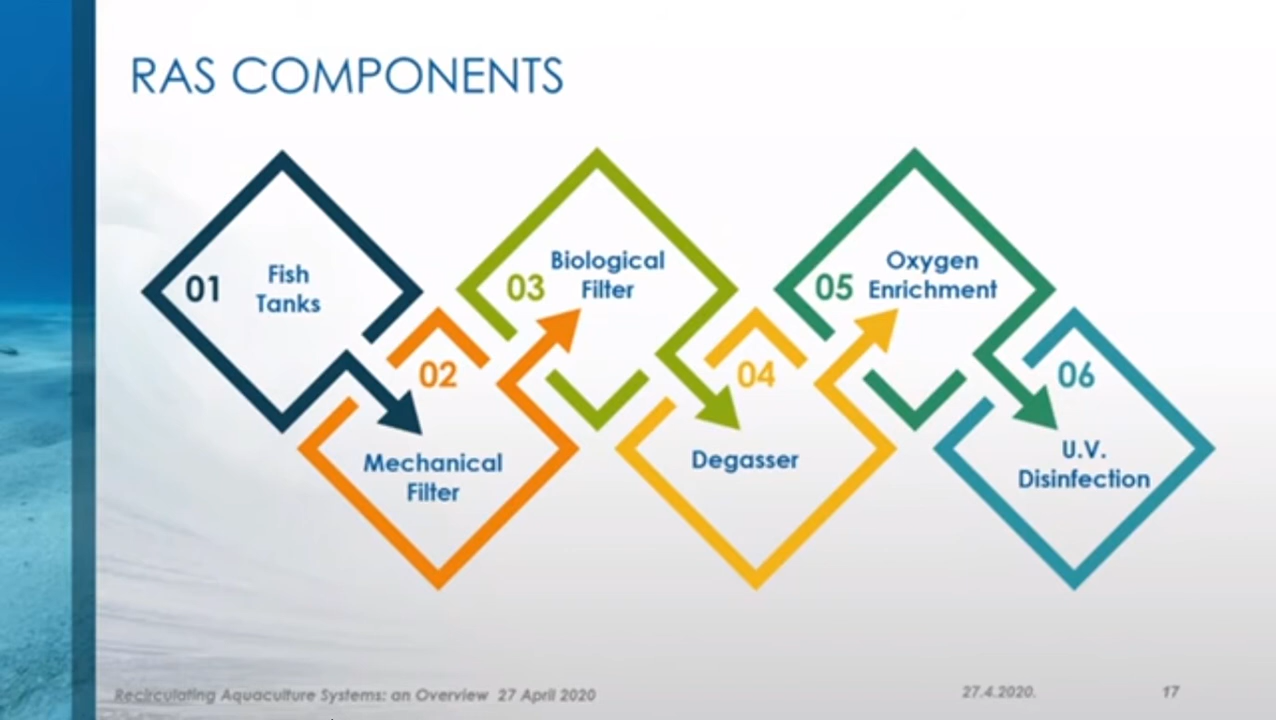 RAS COMPONENTS
01
Fish
Tanks
02
Mechanical
Filter
03
Biological
Filter
04
Degasser
05
Oxygen
Enrichment
06
U.V.
Disinfection
Recirculating Aquaculture Systems: an Overview 27 April 2020
27.4.2020.
17